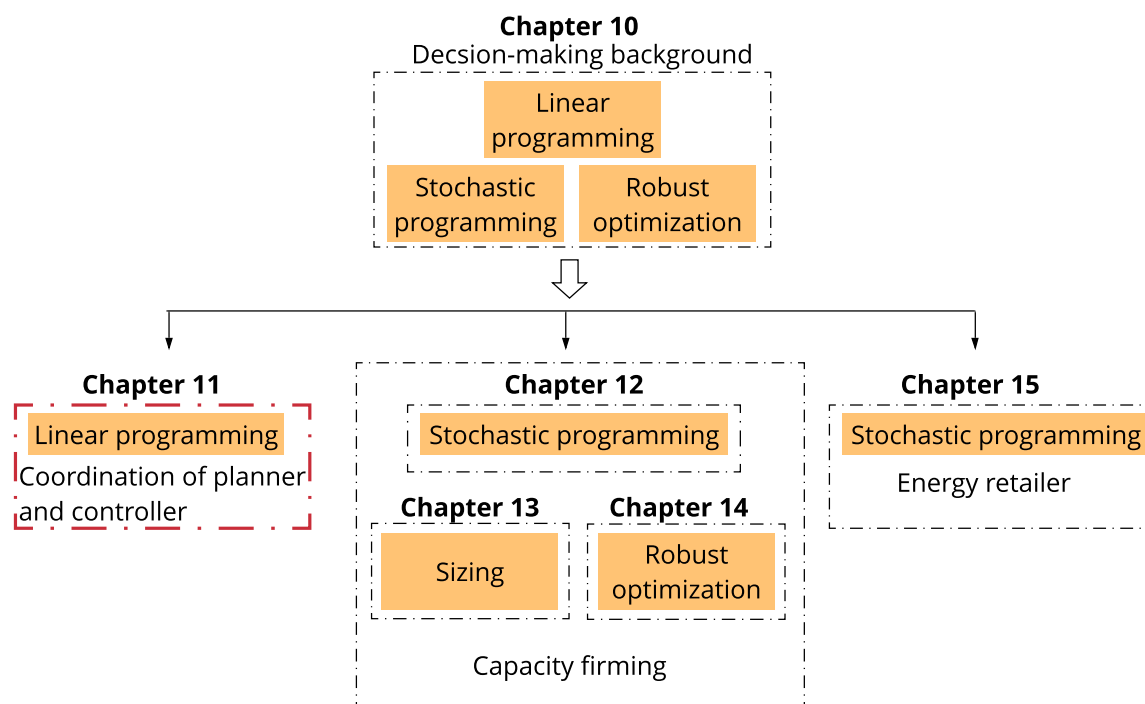 Chapter 10
Decsion-making background
Linear
programming
Stochastic
programming
Robust
optimization
Chapter 11
Linear programming
Coordination of planner
and controller
Chapter 12
Stochastic programming
Chapter 13
Sizing
Chapter 14
Robust
optimization
Capacity firming
Chapter 15
Stochastic programming
Energy retailer